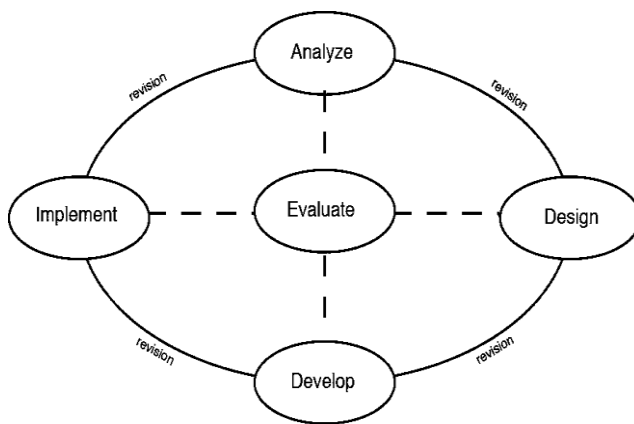 Analyze
revision
revision
Implement
Evaluate
Design
revision
revision
Develop